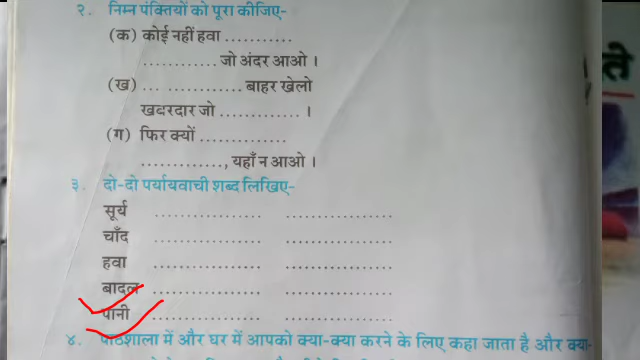 २. निम्न पंक्तियों को पूरा कीजिए-
(क) कोई नहीं हवा ...........
............ जो अंदर आओ ।
(ख) ... ............... बाहर खेलो
खबरदार जो ............. ।
(ग) फिर क्यों .............
............., यहाँ न आओ ।
३. दो-दो पर्यायवाची शब्द लिखिए-
सूर्य ................. .................
चाँद ................. .................
हवा ................. .................
बादल ................. .................
पानी ................. .................
४. पाठशाला में और घर में आपको क्या-क्या करने के लिए कहा जाता है और क्या-